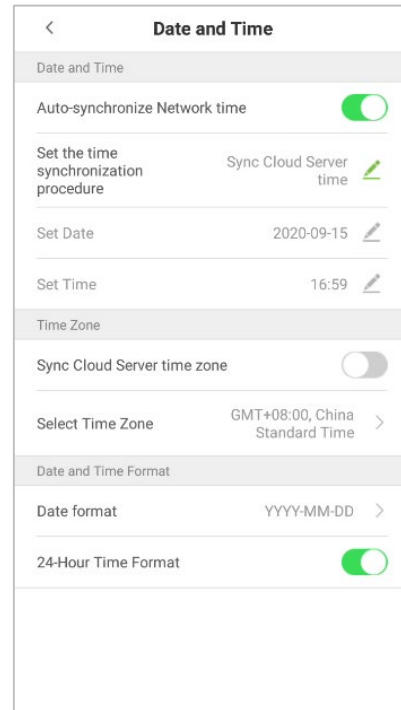 Date and Time
Date and Time
Auto-synchronize Network time
Set the time
synchronization
procedure
Sync Cloud Server
time
Set Date
2020-09-15
Set Time
16:59
Time Zone
Sync Cloud Server time zone
Select Time Zone
GMT+08:00, China
Standard Time
Date and Time Format
Date format
YYYY-MM-DD
24-Hour Time Format